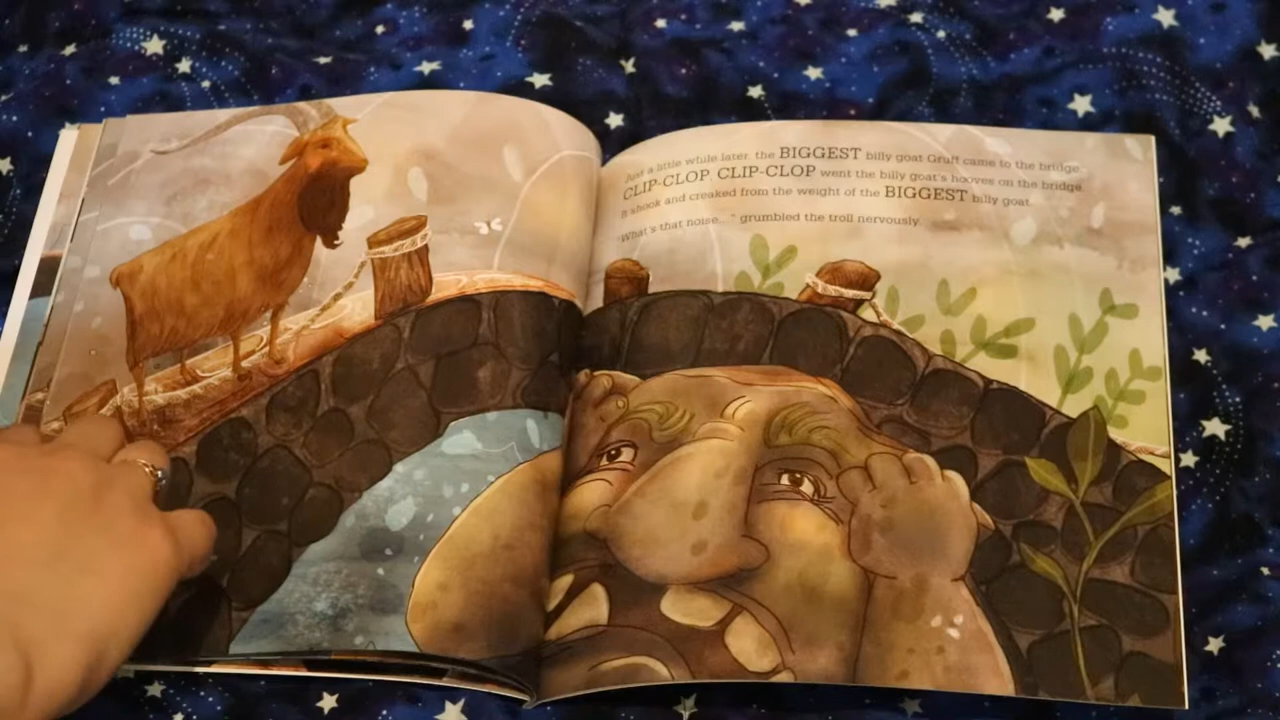 Just a little while later, the BIGGEST billy goat Gruff came to the bridge.
CLIP-CLOP, CLIP-CLOP went the billy goat's hooves on the bridge.
It shook and creaked from the weight of the BIGGEST billy goat.
"What's that noise..." grumbled the troll nervously.